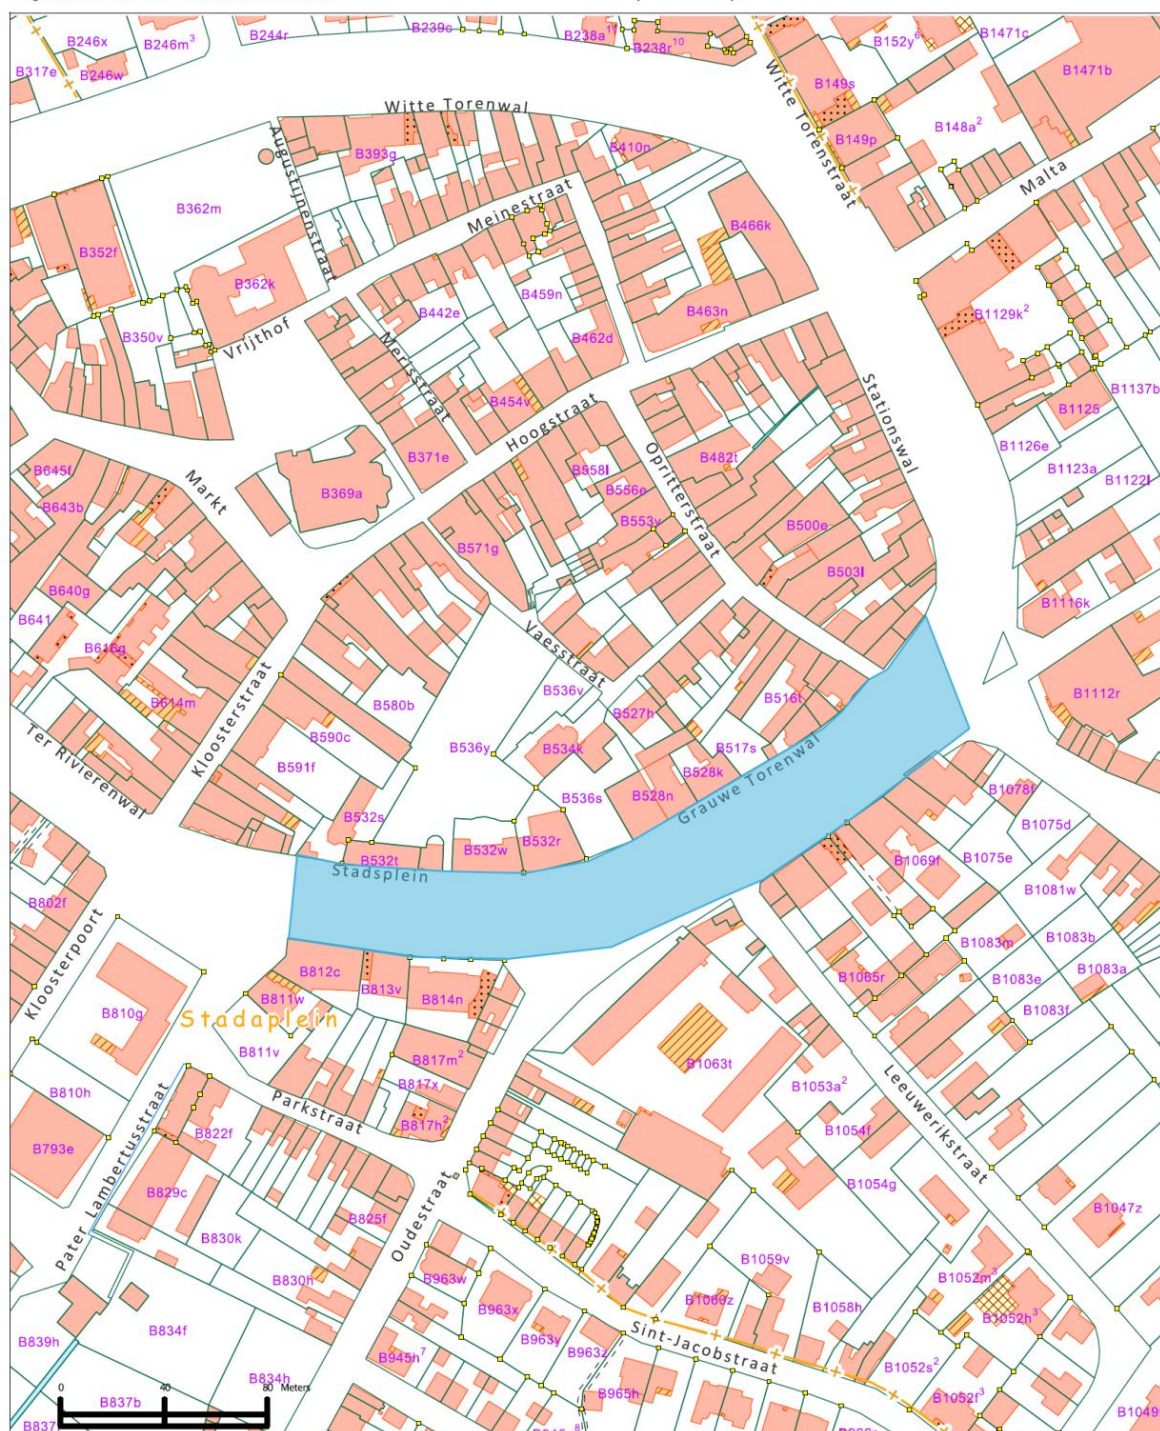 B246x
B246m³
B244r
B239c
B238a¹¹
B238r¹⁰
B152y⁶
B1471c
B317e
B246w
B149s
B1471b
Witte Torenwal
Witte Torenstraat
B148a²
B149p
Augustijnenstraat
B393g
B410p
Malta
B362m
Meinestraat
B466k
B352f
B362k
B459n
B442e
B463n
B1129k²
B350v
Vrijthof
Merisstraat
B462d
B1137b
B454v
Stationswal
B1125
Hoogstraat
B371e
Opritterstraat
B482t
B1126e
B645f
B558l
B1123a
B1122l
Markt
B369a
B556e
B643b
B553v
B500e
B571g
B503l
B640g
B1116k
B641
B616g
Vaesstraat
B614m
B536v
B516t
B1112r
Kloosterstraat
B580b
B527h
B590c
B536y
B534k
B517s
Ter Rivierenwal
B591f
B528k
Grauwe Torenwal
B536s
B528n
B1078f
B532s
B1075d
B532w
B532r
B532t
B1069f
B1075e
Stadsplein
B1081w
B802f
Kloosterpoort
B1083m
B1083b
B812c
B1065r
B1083e
B1083a
B811w
B813v
B814n
B810g
Stadaplein
B1083f
B811v
B817m²
B1063t
B817x
B1053a²
B810h
Parkstraat
B817h²
Leeuwerikstraat
B822f
B1054f
B793e
Pater Lambertusstraat
B829c
B1054g
B825f
Oudestraat
B1047z
B830k
B830h
B963w
B1059v
B1052m³
B963x
B1060z
B1058h
B1052h³
B834f
B963y
B839h
B963z
Sint-Jacobstraat
B945h⁷
B1052s²
B834h
B965h
B1052f³
0 40 80 Meters
B837b
B1049
B837